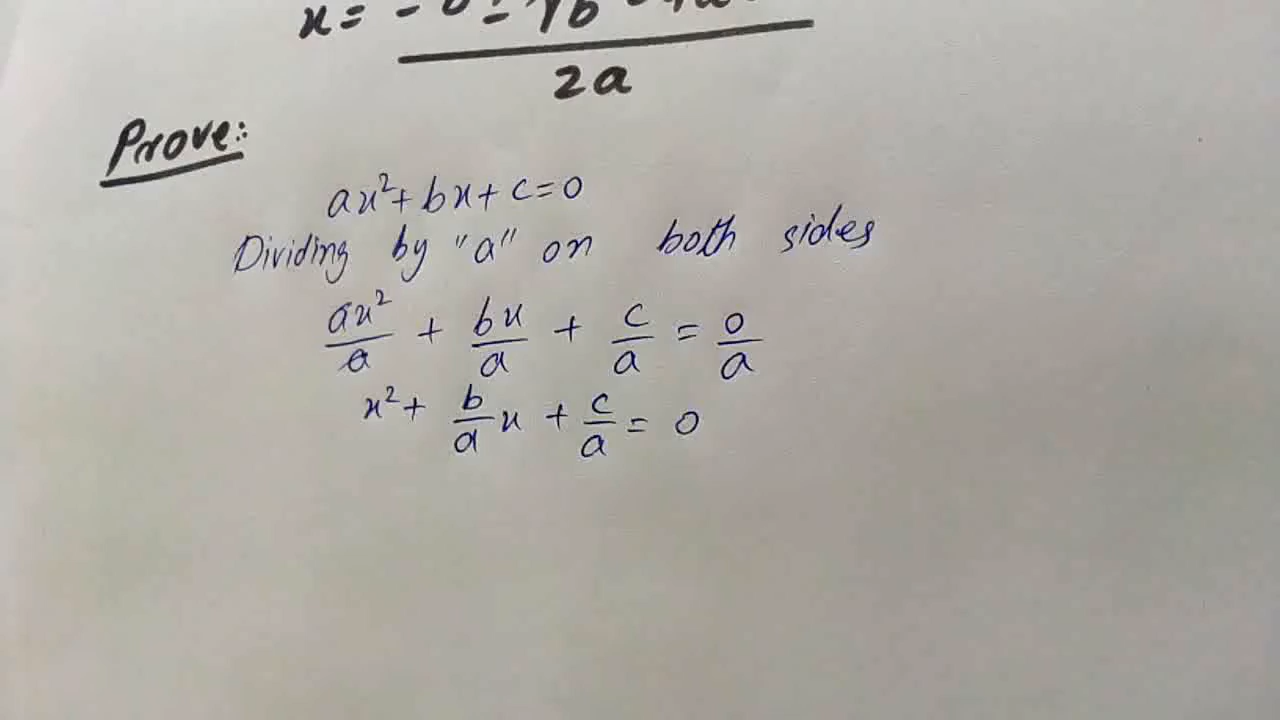 x =
2a
Prove:
ax² + bx + c = 0
Dividing by "a" on both sides
ax²/a + bx/a + c/a = 0/a
x² + b/a x + c/a = 0